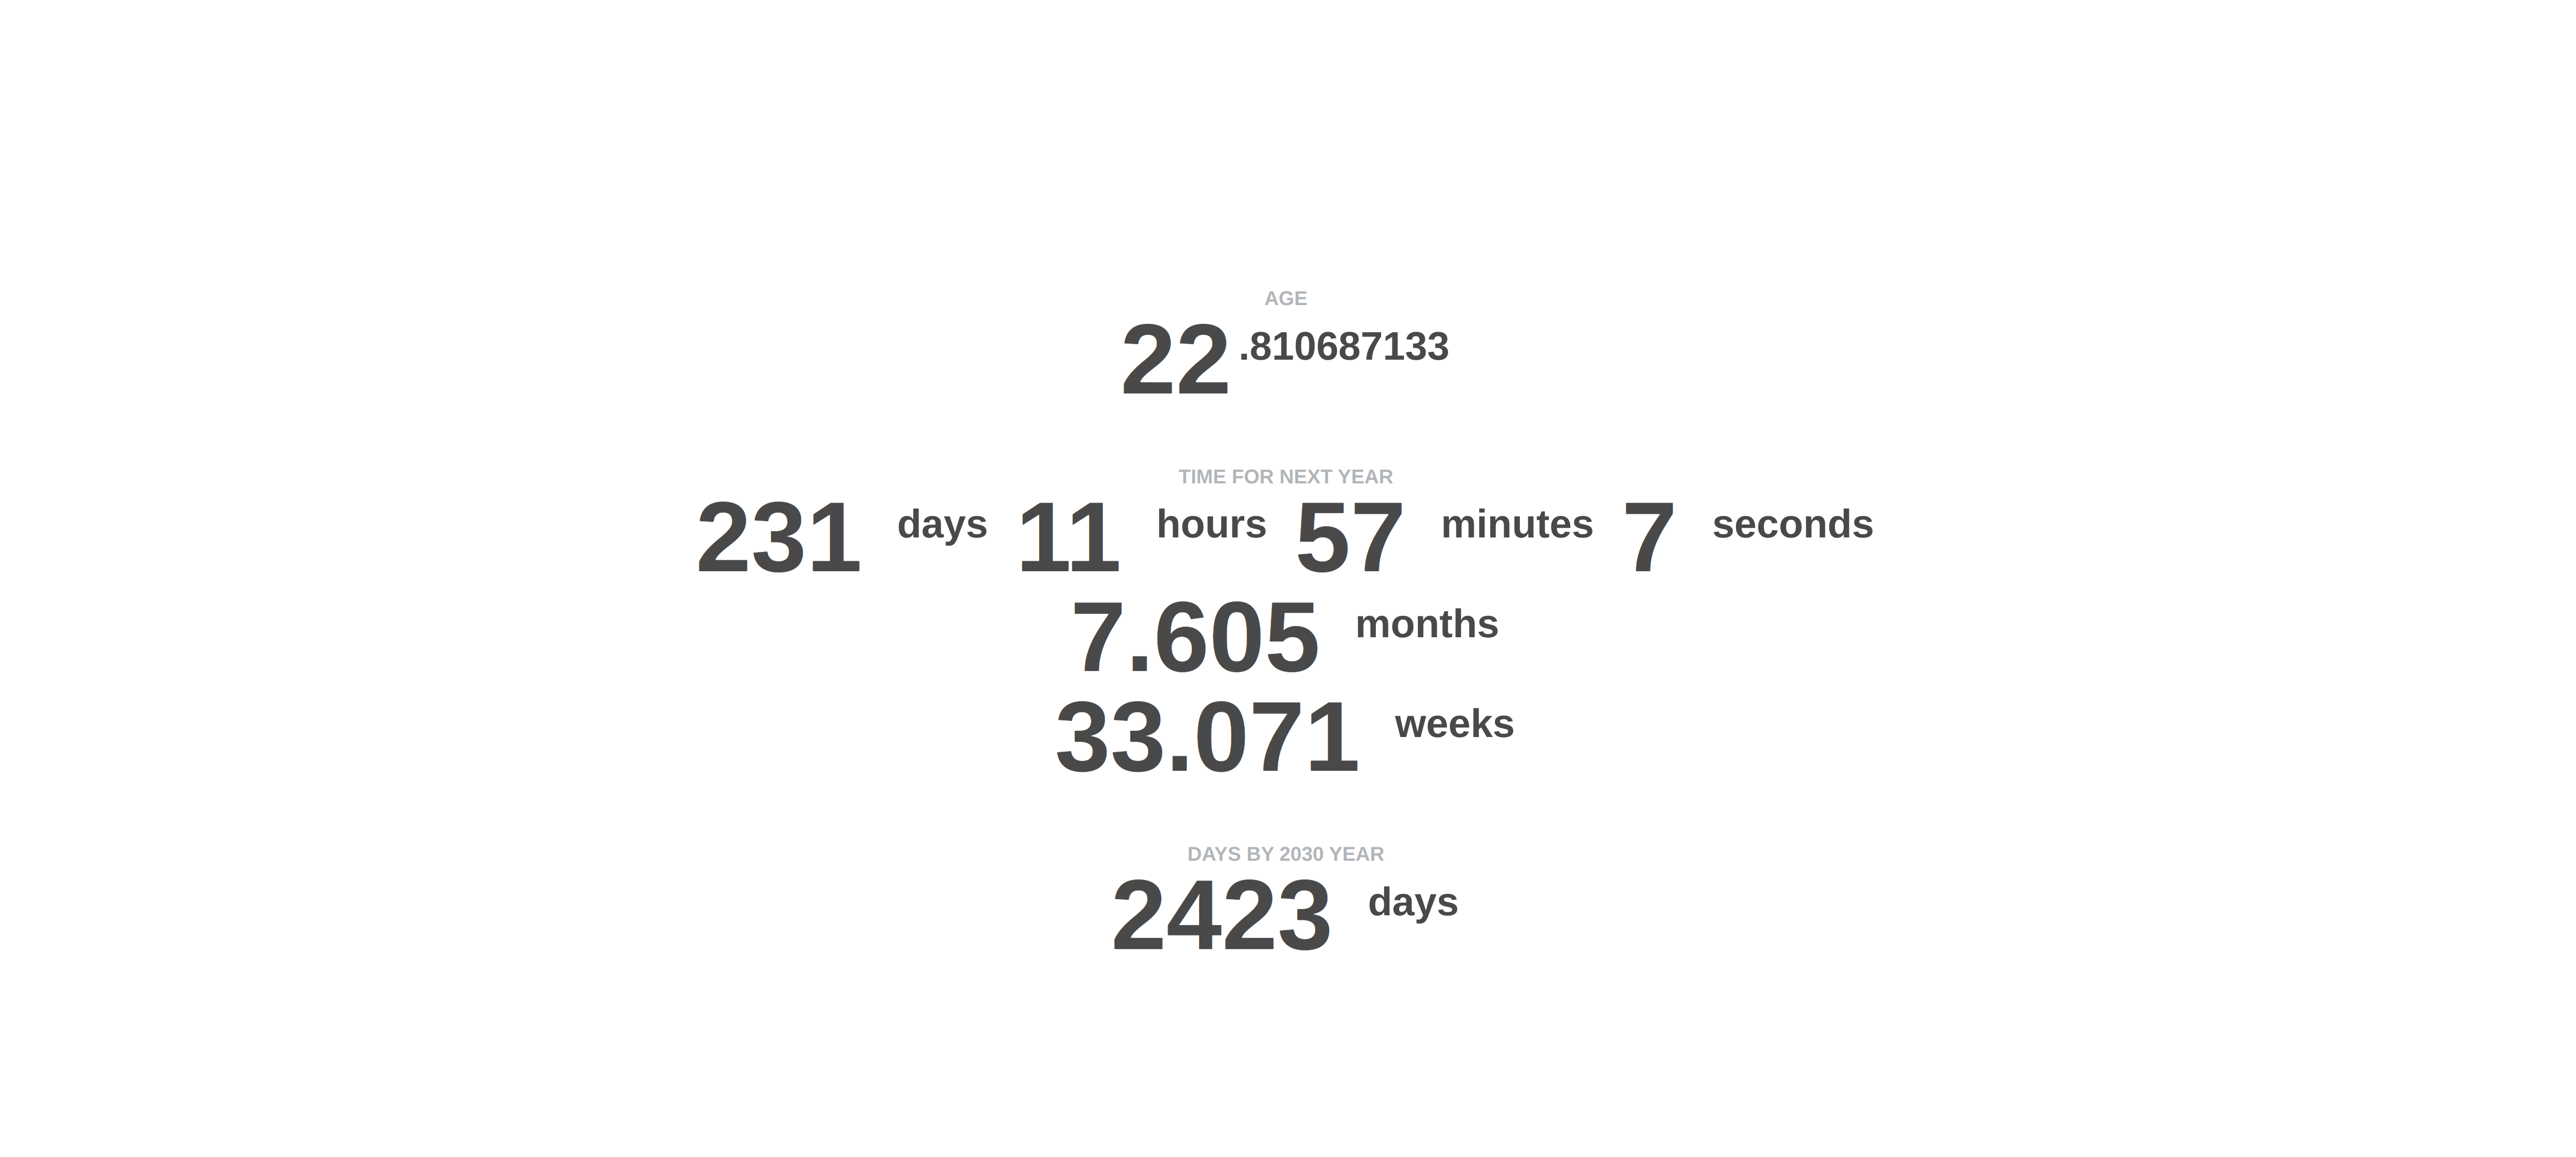 AGE
22.810687133
TIME FOR NEXT YEAR
231 days 11 hours 57 minutes 7 seconds
7.605 months
33.071 weeks
DAYS BY 2030 YEAR
2423 days